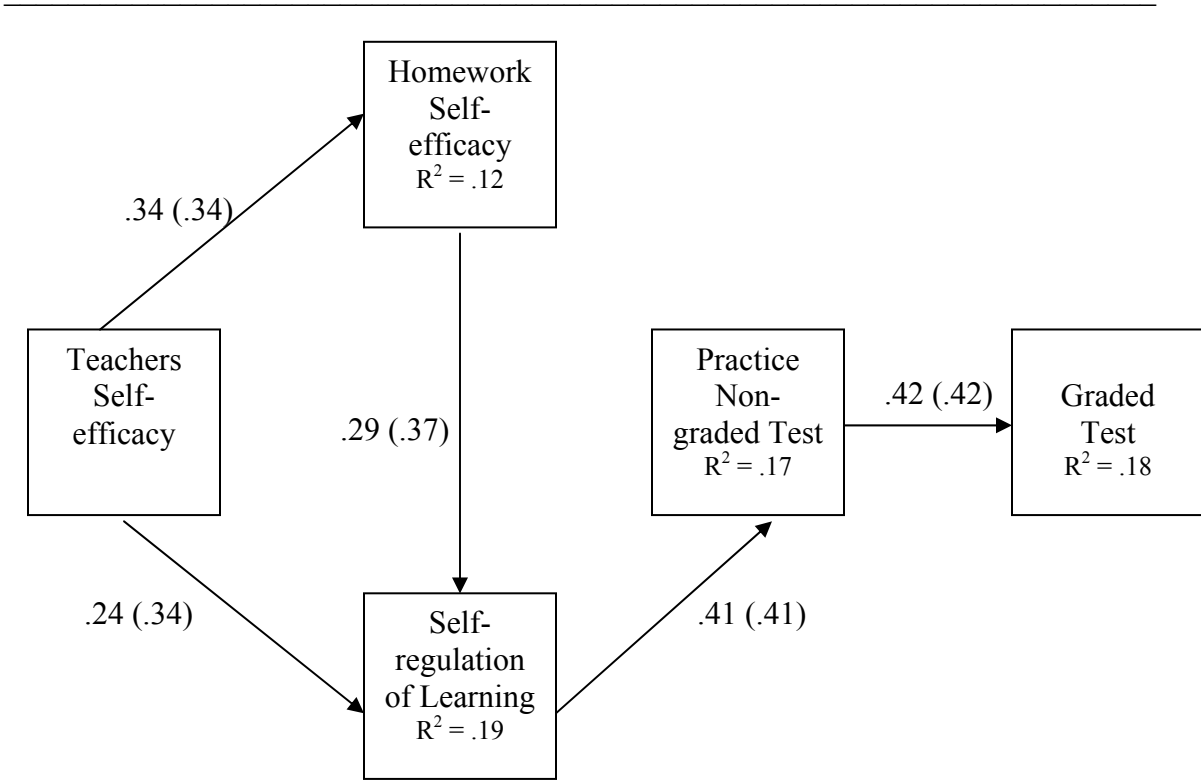 Homework
Self-
efficacy
R² = .12
.34 (.34)
Teachers
Self-
efficacy
.29 (.37)
Practice
Non-
graded Test
R² = .17
.42 (.42)
Graded
Test
R² = .18
.24 (.34)
Self-
regulation
of Learning
R² = .19
.41 (.41)